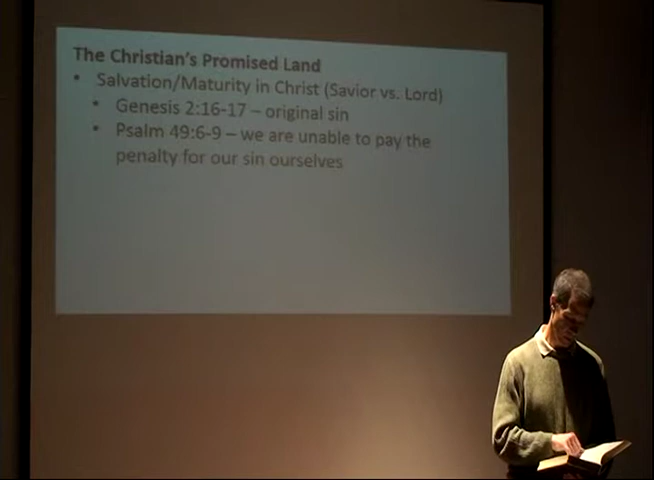 The Christian's Promised Land
• Salvation/Maturity in Christ (Savior vs. Lord)
• Genesis 2:16-17 – original sin
• Psalm 49:6-9 – we are unable to pay the
penalty for our sin ourselves